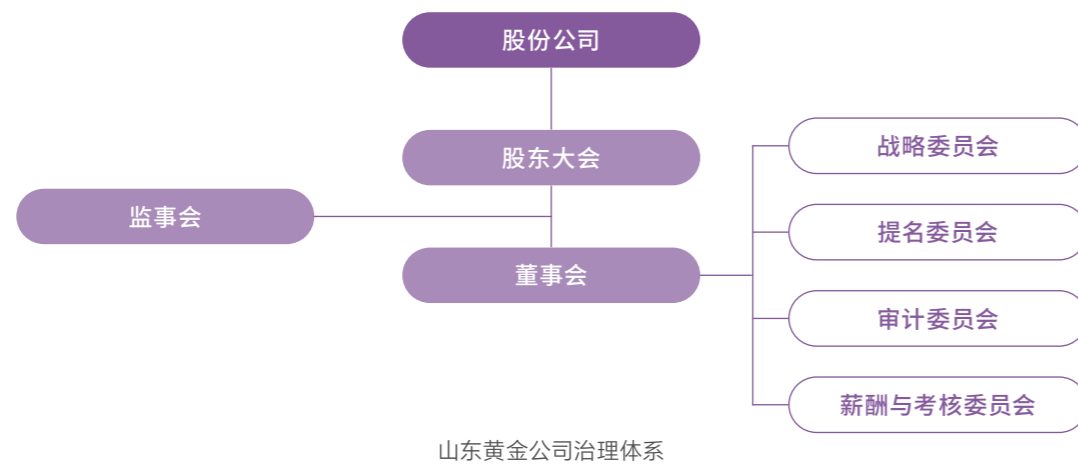 股份公司
股东大会
监事会
董事会
战略委员会
提名委员会
审计委员会
薪酬与考核委员会
山东黄金公司治理体系